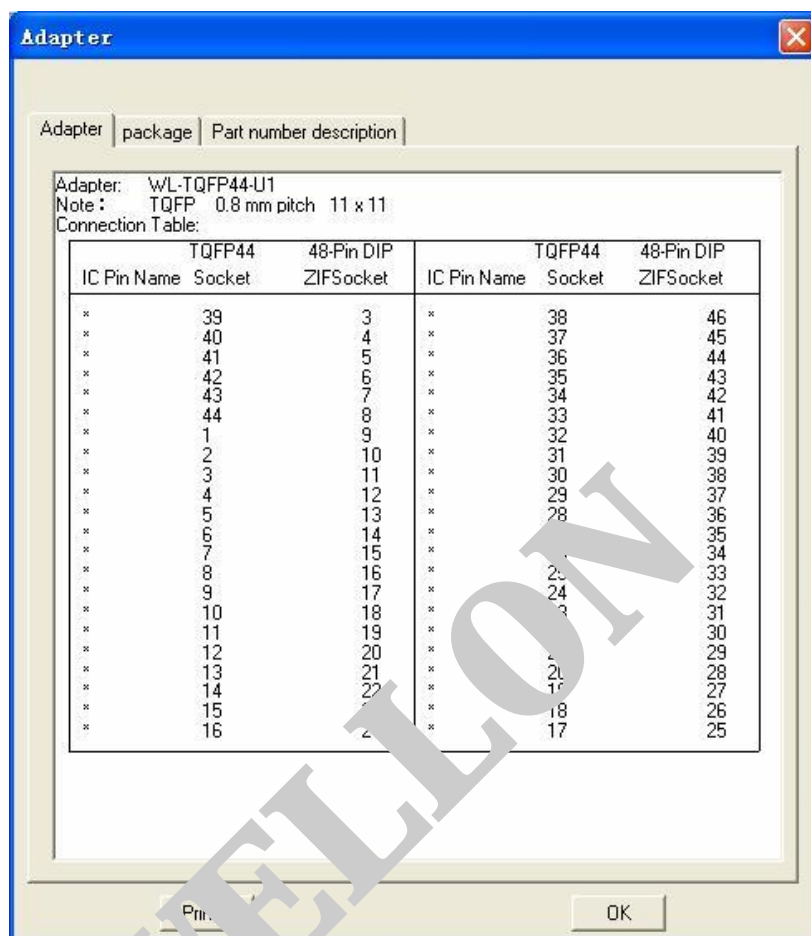 Adapter
Adapter package Part number description
Adapter: WL-TQFP44-U1
Note : TQFP 0.8 mm pitch 11 x 11
Connection Table:
TQFP44 48-Pin DIP TQFP44 48-Pin DIP
IC Pin Name Socket ZIFSocket IC Pin Name Socket ZIFSocket
* 39 3 * 38 46
* 40 4 * 37 45
* 41 5 * 36 44
* 42 6 * 35 43
* 43 7 * 34 42
* 44 8 * 33 41
* 1 9 * 32 40
* 2 10 * 31 39
* 3 11 * 30 38
* 4 12 * 29 37
* 5 13 * 28 36
* 6 14 * 35
* 7 15 * 34
* 8 16 * 33
* 9 17 * 24 32
* 10 18 * 31
* 11 19 * 30
* 12 20 * 29
* 13 21 * 28
* 14 22 * 27
* 15 * 18 26
* 16 * 17 25
OK